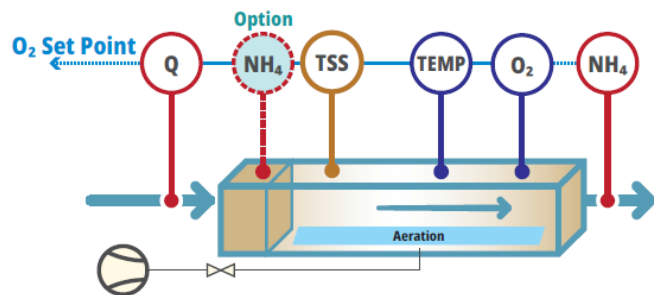 Option
O₂ Set Point
Q
NH₄
TSS
TEMP
O₂
NH₄
Aeration